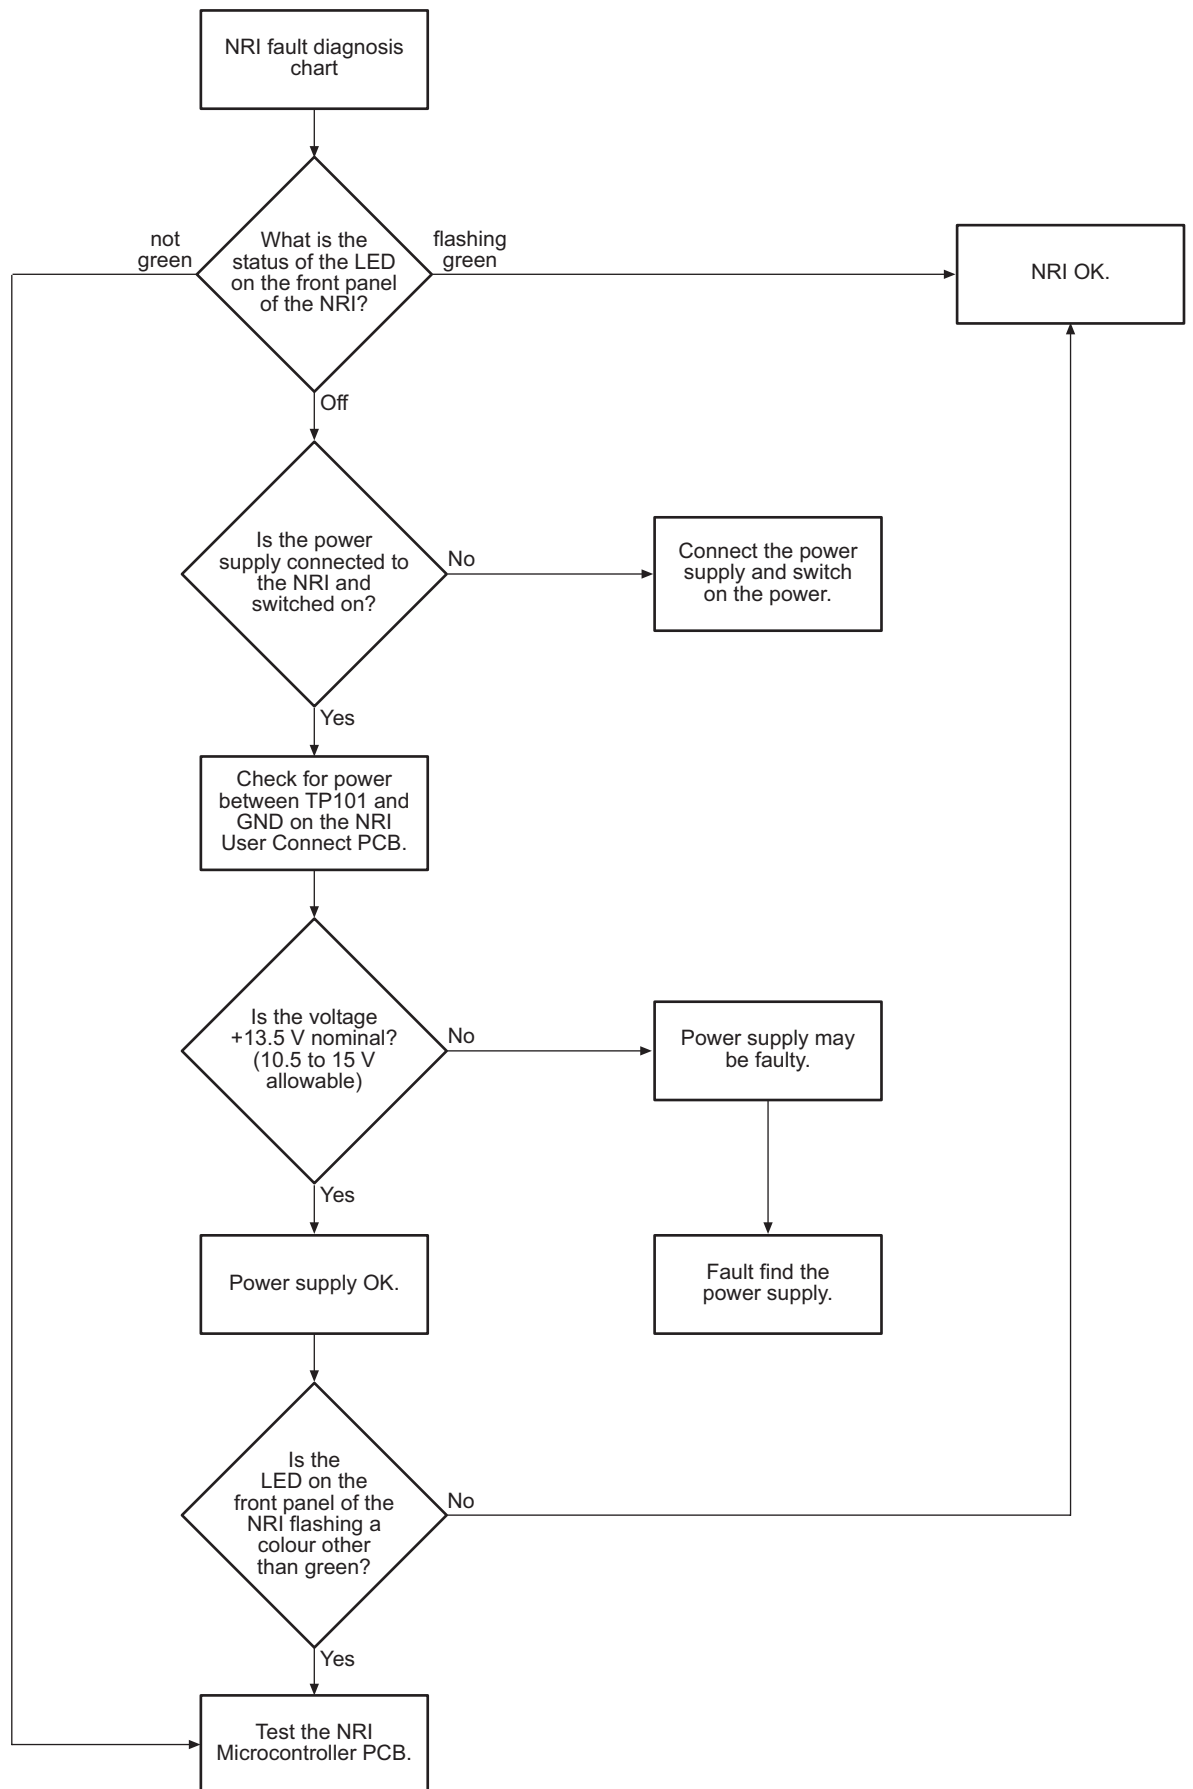 NRI fault diagnosis
chart
not
green
What is the
status of the LED
on the front panel
of the NRI?
flashing
green
NRI OK.
Off
Is the power
supply connected to
the NRI and
switched on?
No
Connect the power
supply and switch
on the power.
Yes
Check for power
between TP101 and
GND on the NRI
User Connect PCB.
Is the voltage
+13.5 V nominal?
(10.5 to 15 V
allowable)
No
Power supply may
be faulty.
Yes
Power supply OK.
Fault find the
power supply.
Is the
LED on the
front panel of the
NRI flashing a
colour other
than green?
No
Yes
Test the NRI
Microcontroller PCB.